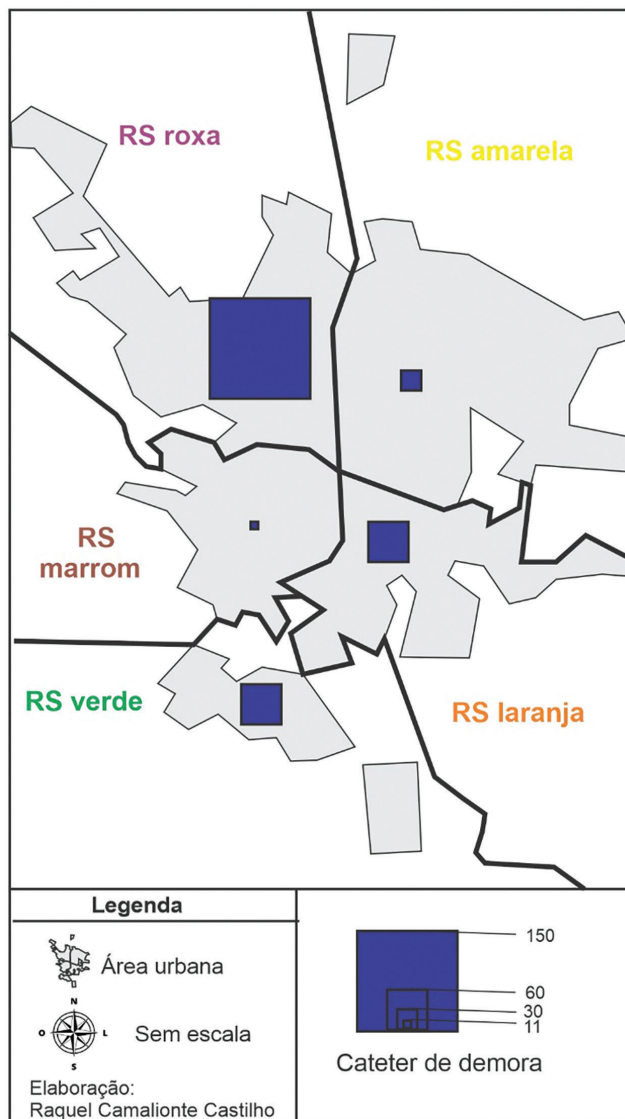 RS roxa
RS amarela
RS
marrom
RS verde
RS laranja
Legenda
Área urbana
N
O
L
S
Sem escala
Elaboração:
Raquel Camalionte Castilho
150
60
30
11
Cateter de demora